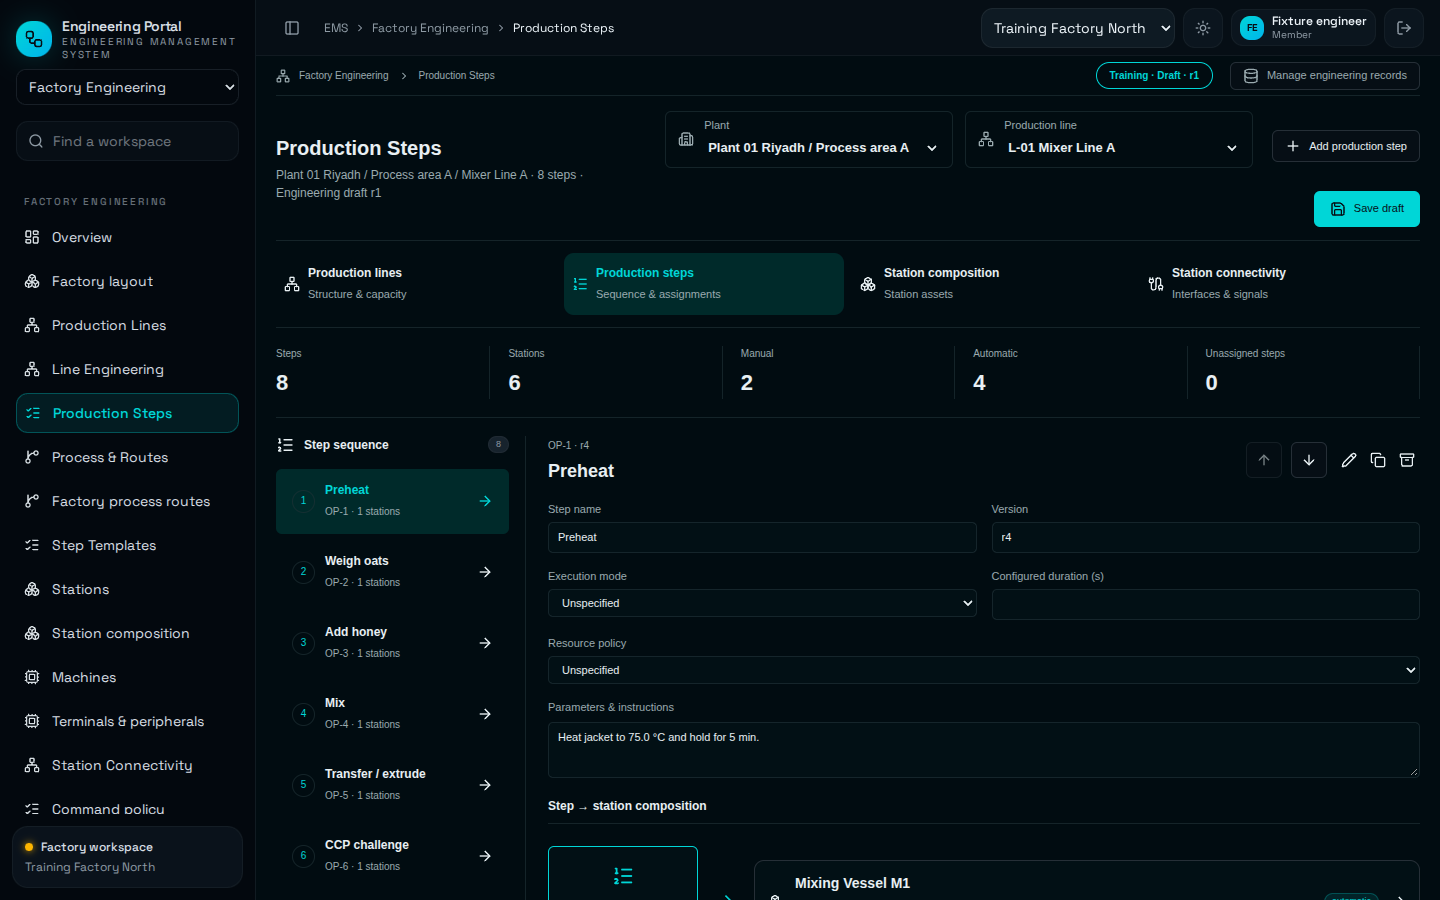 Engineering Portal
ENGINEERING MANAGEMENT
SYSTEM
Factory Engineering
Find a workspace
FACTORY ENGINEERING
Overview
Factory layout
Production Lines
Line Engineering
Production Steps
Process & Routes
Factory process routes
Step Templates
Stations
Station composition
Machines
Terminals & peripherals
Station Connectivity
Command policy
Factory workspace
Training Factory North
EMS
Factory Engineering
Production Steps
Training Factory North
FE
Fixture engineer
Member
Factory Engineering
Production Steps
Training · Draft · r1
Manage engineering records
Production Steps
Plant 01 Riyadh / Process area A / Mixer Line A · 8 steps ·
Engineering draft r1
Plant
Plant 01 Riyadh / Process area A
Production line
L-01 Mixer Line A
Add production step
Save draft
Production lines
Structure & capacity
Production steps
Sequence & assignments
Station composition
Station assets
Station connectivity
Interfaces & signals
Steps
8
Stations
6
Manual
2
Automatic
4
Unassigned steps
0
Step sequence
8
1
Preheat
OP-1 · 1 stations
2
Weigh oats
OP-2 · 1 stations
3
Add honey
OP-3 · 1 stations
4
Mix
OP-4 · 1 stations
5
Transfer / extrude
OP-5 · 1 stations
6
CCP challenge
OP-6 · 1 stations
OP-1 · r4
Preheat
Step name
Preheat
Version
r4
Execution mode
Unspecified
Configured duration (s)
Resource policy
Unspecified
Parameters & instructions
Heat jacket to 75.0 °C and hold for 5 min.
Step → station composition
Mixing Vessel M1
automatic